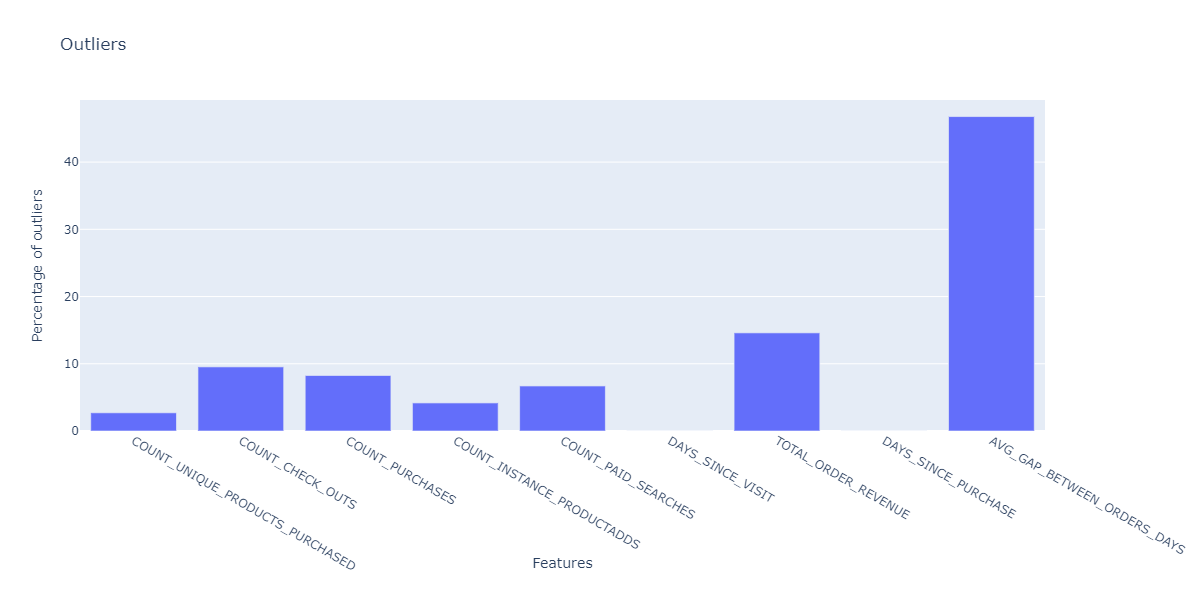 Outliers
Percentage of outliers
40
30
20
10
0
COUNT_UNIQUE_PRODUCTS_PURCHASED
COUNT_CHECK_OUTS
COUNT_PURCHASES
COUNT_INSTANCE_PRODUCTADDS
COUNT_PAID_SEARCHES
DAYS_SINCE_VISIT
TOTAL_ORDER_REVENUE
DAYS_SINCE_PURCHASE
AVG_GAP_BETWEEN_ORDERS_DAYS
Features